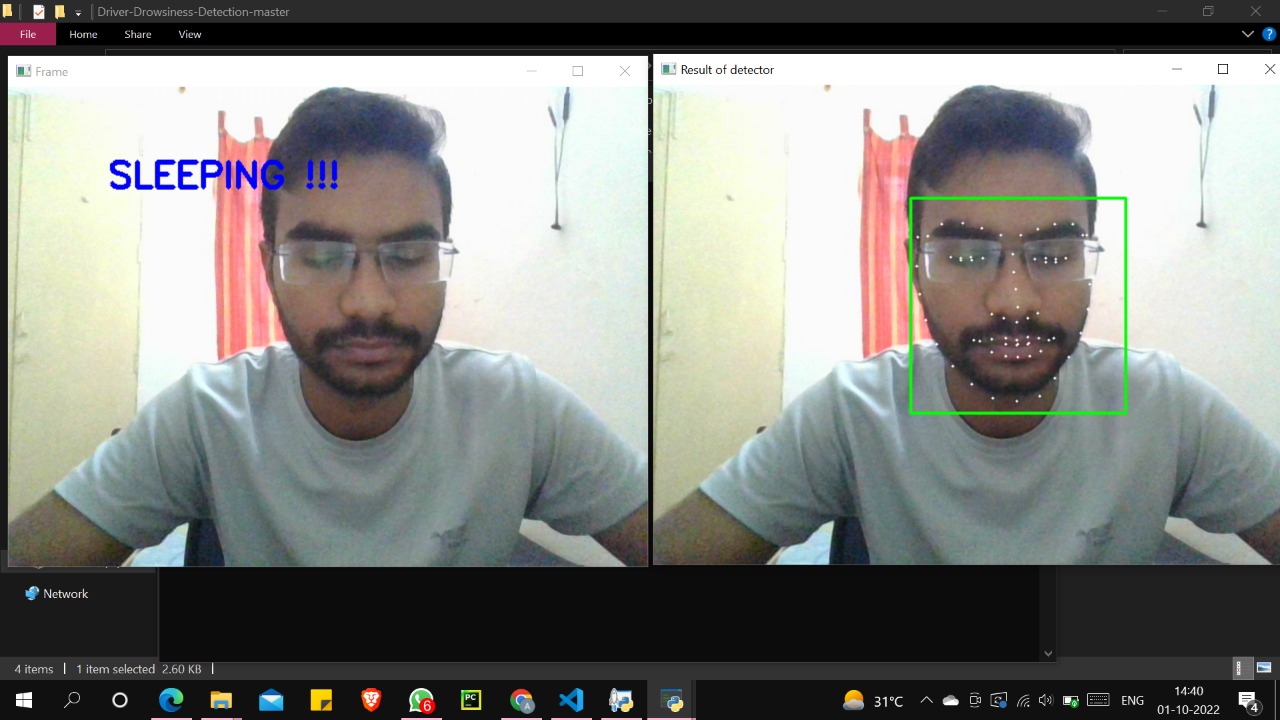 Driver-Drowsiness-Detection-master
File Home Share View
Frame
Result of detector
SLEEPING !!!
Network
4 items 1 item selected 2.60 KB
PC
6
A
31°C
ENG
14:40
01-10-2022
4